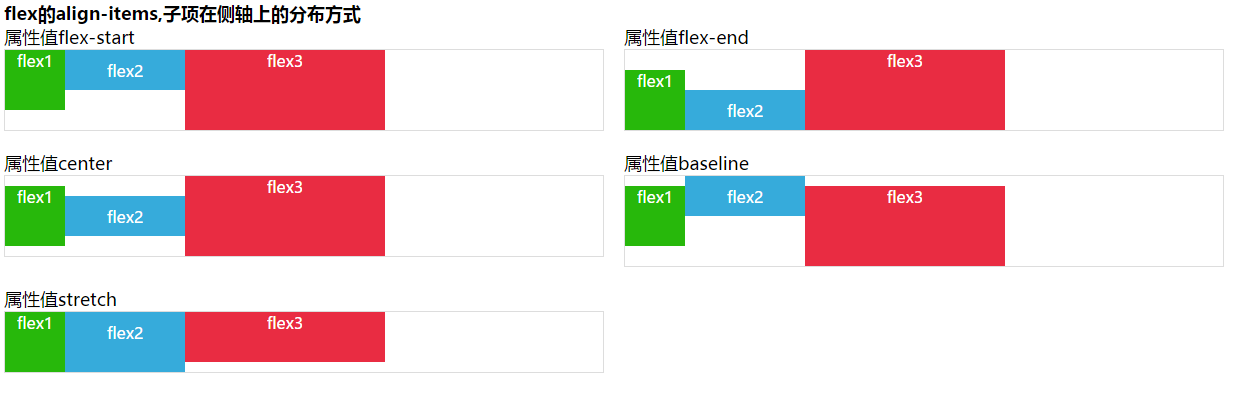 flex的align-items,子项在侧轴上的分布方式
属性值flex-start
flex1 flex2 flex3
属性值flex-end
flex1 flex2 flex3
属性值center
flex1 flex2 flex3
属性值baseline
flex1 flex2 flex3
属性值stretch
flex1 flex2 flex3